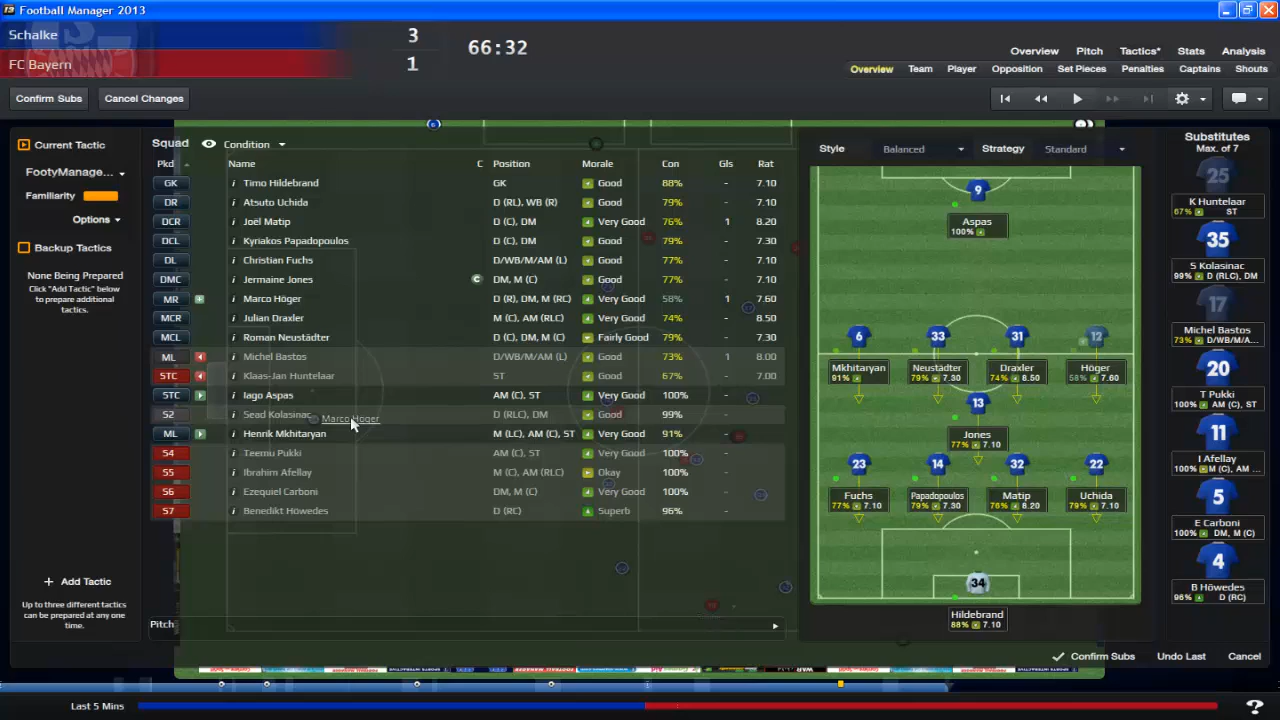 Football Manager 2013
Schalke 3
66:32
FC Bayern 1
Overview Pitch Tactics* Stats Analysis
Overview Team Player Opposition Set Pieces Penalties Captains Shouts
Confirm Subs Cancel Changes
Current Tactic
FootyManage...
Familiarity
Options
Backup Tactics
None Being Prepared
Click "Add Tactic" below
to prepare additional
tactics.
Add Tactic
Up to three different tactics
can be prepared at any one
time.
Squad Condition
Pkd Name C Position Morale Con Gls Rat
GK i Timo Hildebrand GK Good 88% - 7.10
DR i Atsuto Uchida D (RL), WB (R) Good 79% - 7.10
DCR i Joël Matip D (C), DM Very Good 76% 1 8.20
DCL i Kyriakos Papadopoulos D (C), DM Good 79% - 7.30
DL i Christian Fuchs D/WB/M/AM (L) Good 77% - 7.10
DMC i Jermaine Jones C DM, M (C) Good 77% - 7.10
MR i Marco Höger D (R), DM, M (RC) Very Good 58% 1 7.60
MCR i Julian Draxler M (C), AM (RLC) Very Good 74% - 8.50
MCL i Roman Neustädter D (C), DM, M (C) Fairly Good 79% - 7.30
ML i Michel Bastos D/WB/M/AM (L) Good 73% 1 8.00
STC i Klaas-Jan Huntelaar ST Good 67% - 7.00
STC i Iago Aspas AM (C), ST Very Good 100% -
S2 i Sead Kolasinac D (RLC), DM Good 99% -
Marco Höger
ML i Henrik Mkhitaryan M (LC), AM (C), ST Very Good 91% -
S4 i Teemu Pukki AM (C), ST Very Good 100% -
S5 i Ibrahim Afellay M (C), AM (RLC) Okay 100% -
S6 i Ezequiel Carboni DM, M (C) Very Good 100% -
S7 i Benedikt Höwedes D (RC) Superb 96% -
Pitch
Style Balanced Strategy Standard
9
Aspas
100%
6 33 31 12
Mkhitaryan Neustädter Draxler Höger
91% 79% 7.30 74% 8.50 58% 7.60
13
Jones
77% 7.10
23 14 32 22
Fuchs Papadopoulos Matip Uchida
77% 7.10 79% 7.30 76% 8.20 79% 7.10
34
Hildebrand
88% 7.10
Substitutes
Max. of 7
25
K Huntelaar
67% ST
35
S Kolasinac
99% D (RLC), DM
17
Michel Bastos
73% D/WB/M/A...
20
T Pukki
100% AM (C), ST
11
I Afellay
100% M (C), AM ...
5
E Carboni
100% DM, M (C)
4
B Höwedes
96% D (RC)
Confirm Subs Undo Last Cancel
Last 5 Mins